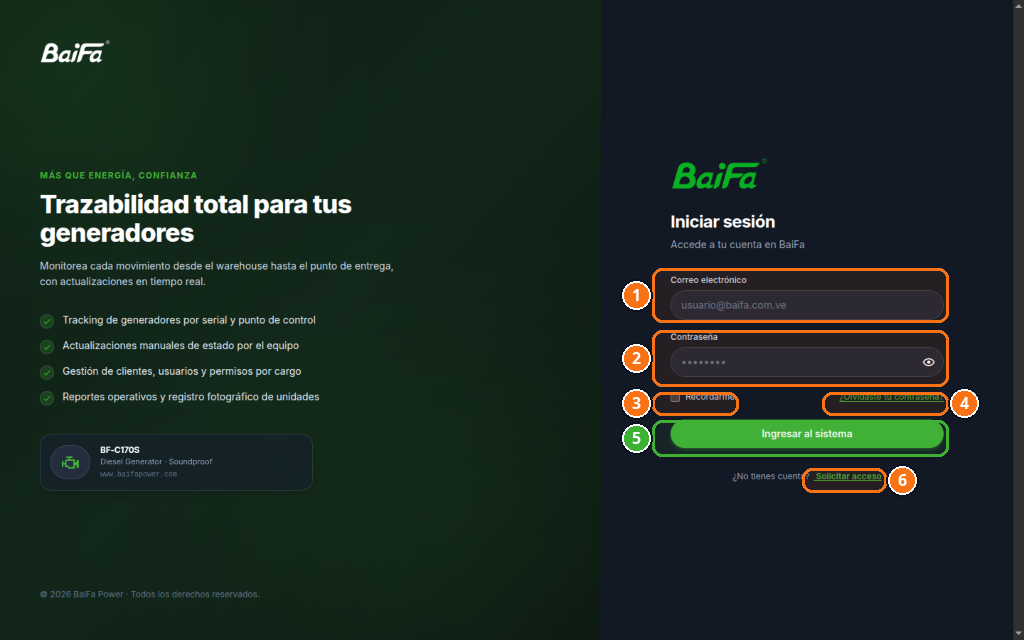 BaiFa®
MÁS QUE ENERGÍA, CONFIANZA
Trazabilidad total para tus
generadores
Monitorea cada movimiento desde el warehouse hasta el punto de entrega,
con actualizaciones en tiempo real.
Tracking de generadores por serial y punto de control
Actualizaciones manuales de estado por el equipo
Gestión de clientes, usuarios y permisos por cargo
Reportes operativos y registro fotográfico de unidades
BF-C170S
Diesel Generator · Soundproof
www.baifapower.com
© 2026 BaiFa Power · Todos los derechos reservados.
BaiFa®
Iniciar sesión
Accede a tu cuenta en BaiFa
1
Correo electrónico
usuario@baifa.com.ve
2
Contraseña
••••••••
3 Recordarme ¿Olvidaste tu contraseña? 4
5 Ingresar al sistema
¿No tienes cuenta? Solicitar acceso 6